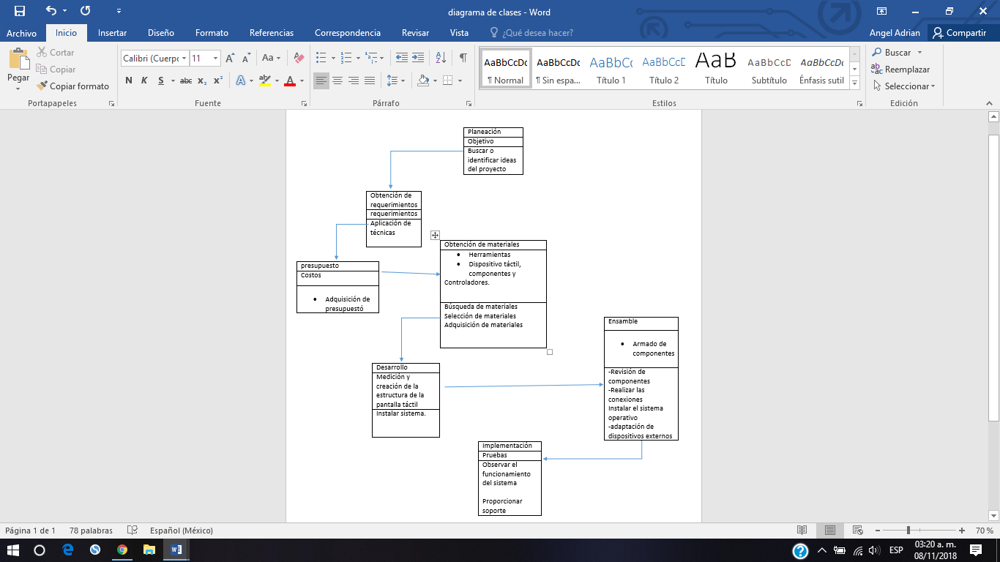 diagrama de clases - Word
Archivo Inicio Insertar Diseño Formato Referencias Correspondencia Revisar Vista ¿Qué desea hacer? Angel Adrian Compartir
Pegar
Cortar
Copiar
Copiar formato
Portapapeles
Calibri (Cuerpo 11
N K S abc x₂ x²
Fuente
Párrafo
AaBbCcDc AaBbCcDc AaBbCc AaBbCcD AaB AaBbCcD AaBbCcDc
¶ Normal ¶ Sin espa... Título 1 Título 2 Título Subtítulo Énfasis sutil
Estilos
Buscar
Reemplazar
Seleccionar
Edición
Planeación
Objetivo
Buscar o
identificar ideas
del proyecto
Obtención de
requerimientos
requerimientos
Aplicación de
técnicas
presupuesto
Costos
• Adquisición de
presupuestó
Obtención de materiales
• Herramientas
• Dispositivo táctil,
componentes y
Controladores.
Búsqueda de materiales
Selección de materiales
Adquisición de materiales
Desarrollo
Medición y
creación de la
estructura de la
pantalla táctil
Instalar sistema.
Ensamble
• Armado de
componentes
-Revisión de
componentes
-Realizar las
conexiones
Instalar el sistema
operativo
-adaptación de
dispositivos externos
Implementación
Pruebas
Observar el
funcionamiento
del sistema
Proporcionar
soporte
Página 1 de 1 78 palabras Español (México) 70 %
ESP
03:20 a. m.
08/11/2018